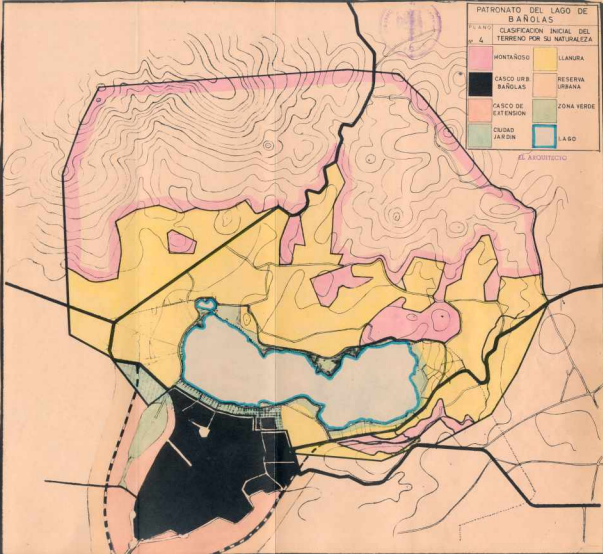 PATRONATO DEL LAGO DE
BAÑOLAS
PLANO
Nº 4
CLASIFICACION INICIAL DEL
TERRENO POR SU NATURALEZA
MONTAÑOSO
LLANURA
CASCO URB.
BAÑOLAS
RESERVA
URBANA
CASCO DE
EXTENSION
ZONA VERDE
CIUDAD
JARDIN
LAGO
EL ARQUITECTO